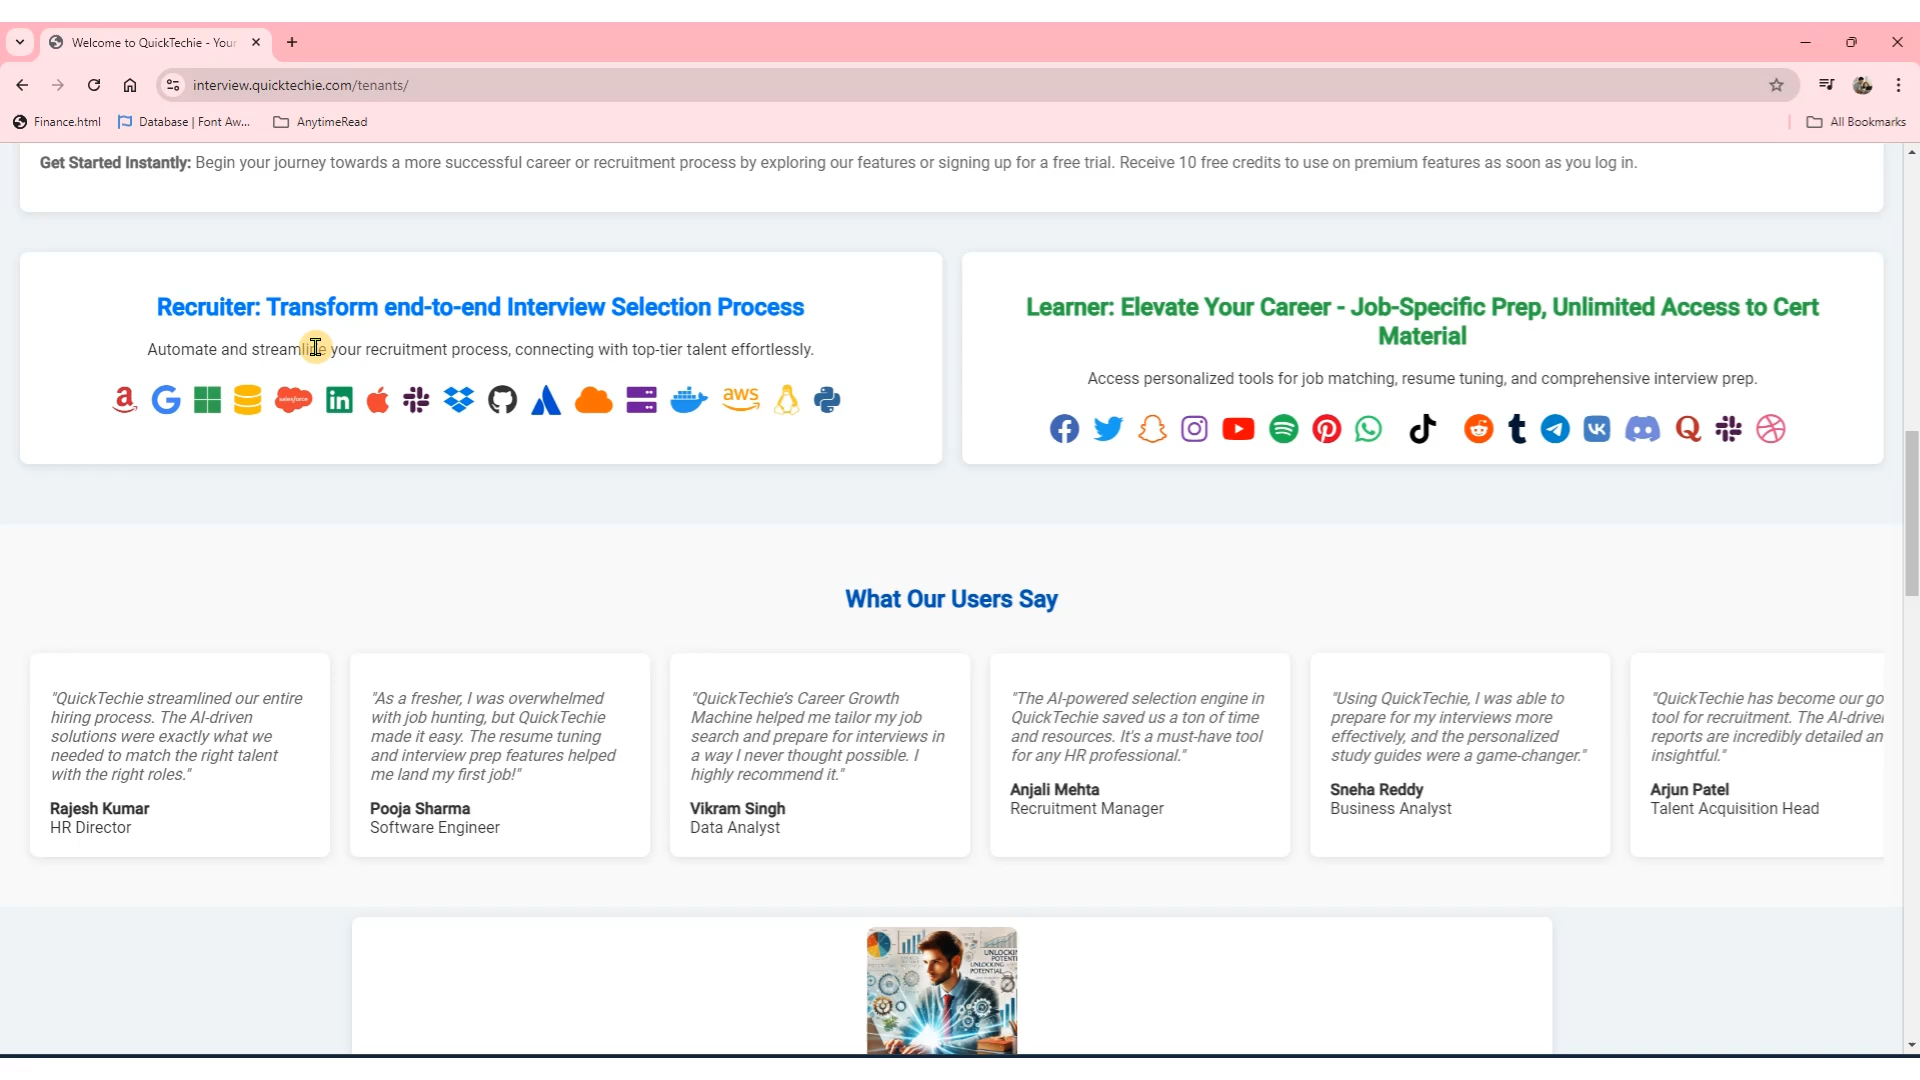 Welcome to QuickTechie - Your
interview.quicktechie.com/tenants/
Finance.html
Database | Font Aw...
AnytimeRead
All Bookmarks
Get Started Instantly: Begin your journey towards a more successful career or recruitment process by exploring our features or signing up for a free trial. Receive 10 free credits to use on premium features as soon as you log in.
Recruiter: Transform end-to-end Interview Selection Process
Automate and streamline your recruitment process, connecting with top-tier talent effortlessly.
salesforce
aws
Learner: Elevate Your Career - Job-Specific Prep, Unlimited Access to Cert
Material
Access personalized tools for job matching, resume tuning, and comprehensive interview prep.
What Our Users Say
"QuickTechie streamlined our entire
hiring process. The AI-driven
solutions were exactly what we
needed to match the right talent
with the right roles."
Rajesh Kumar
HR Director
"As a fresher, I was overwhelmed
with job hunting, but QuickTechie
made it easy. The resume tuning
and interview prep features helped
me land my first job!"
Pooja Sharma
Software Engineer
"QuickTechie's Career Growth
Machine helped me tailor my job
search and prepare for interviews in
a way I never thought possible. I
highly recommend it."
Vikram Singh
Data Analyst
"The AI-powered selection engine in
QuickTechie saved us a ton of time
and resources. It's a must-have tool
for any HR professional."
Anjali Mehta
Recruitment Manager
"Using QuickTechie, I was able to
prepare for my interviews more
effectively, and the personalized
study guides were a game-changer."
Sneha Reddy
Business Analyst
"QuickTechie has become our go
tool for recruitment. The AI-driven
reports are incredibly detailed an
insightful."
Arjun Patel
Talent Acquisition Head
UNLOCKING
POTENTIAL